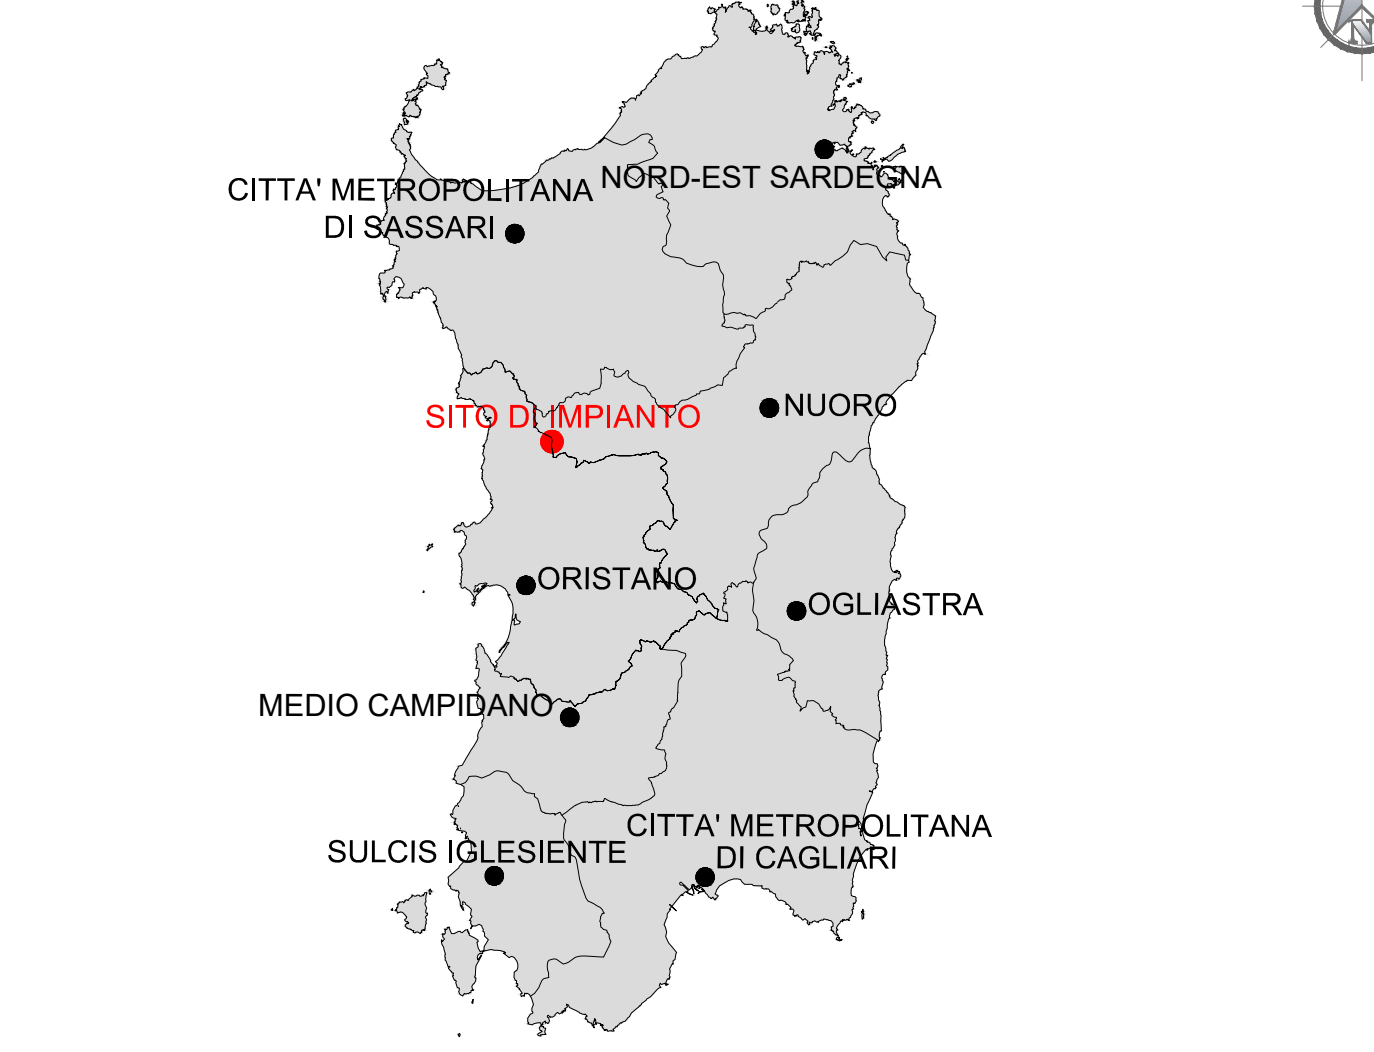 N
NORD-EST SARDEGNA
CITTA' METROPOLITANA
DI SASSARI
NUORO
SITO DI IMPIANTO
ORISTANO
OGLIASTRA
MEDIO CAMPIDANO
CITTA' METROPOLITANA
DI CAGLIARI
SULCIS IGLESIENTE